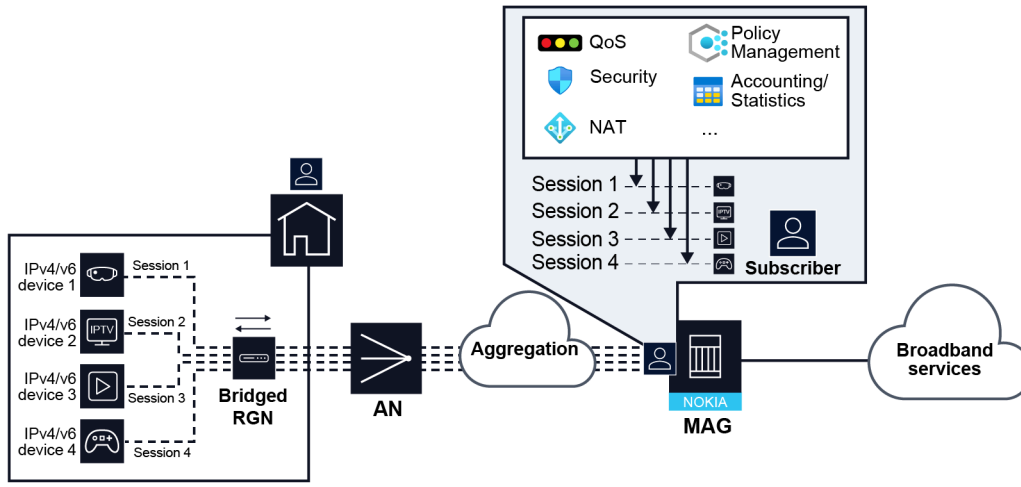 QoS
Policy
Management
Security
Accounting/
Statistics
NAT
...
Session 1
Session 2
IPTV
Session 3
Session 4
Subscriber
IPv4/v6
device 1
Session 1
IPv4/v6
device 2
IPTV
Session 2
IPv4/v6
device 3
Session 3
IPv4/v6
device 4
Session 4
Bridged
RGN
AN
Aggregation
NOKIA
MAG
Broadband
services